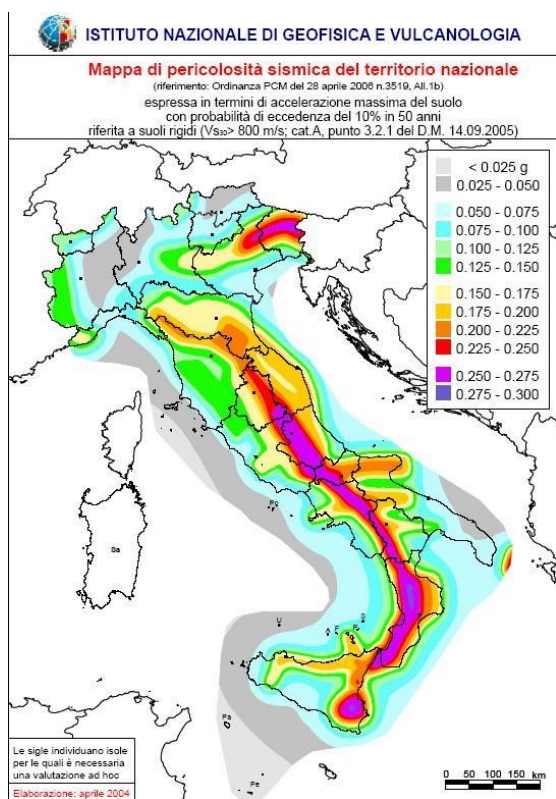 ISTITUTO NAZIONALE DI GEOFISICA E VULCANOLOGIA
Mappa di pericolosità sismica del territorio nazionale
(riferimento: Ordinanza PCM del 28 aprile 2006 n.3519, All.1b)
espressa in termini di accelerazione massima del suolo
con probabilità di eccedenza del 10% in 50 anni
riferita a suoli rigidi (Vs₃₀> 800 m/s; cat.A, punto 3.2.1 del D.M. 14.09.2005)
< 0.025 g
0.025 - 0.050
0.050 - 0.075
0.075 - 0.100
0.100 - 0.125
0.125 - 0.150
0.150 - 0.175
0.175 - 0.200
0.200 - 0.225
0.225 - 0.250
0.250 - 0.275
0.275 - 0.300
Po
Sa
U
A
F
P
Pa
Pe
Le sigle individuano isole
per le quali è necessaria
una valutazione ad hoc
Elaborazione: aprile 2004
km
0 50 100 150